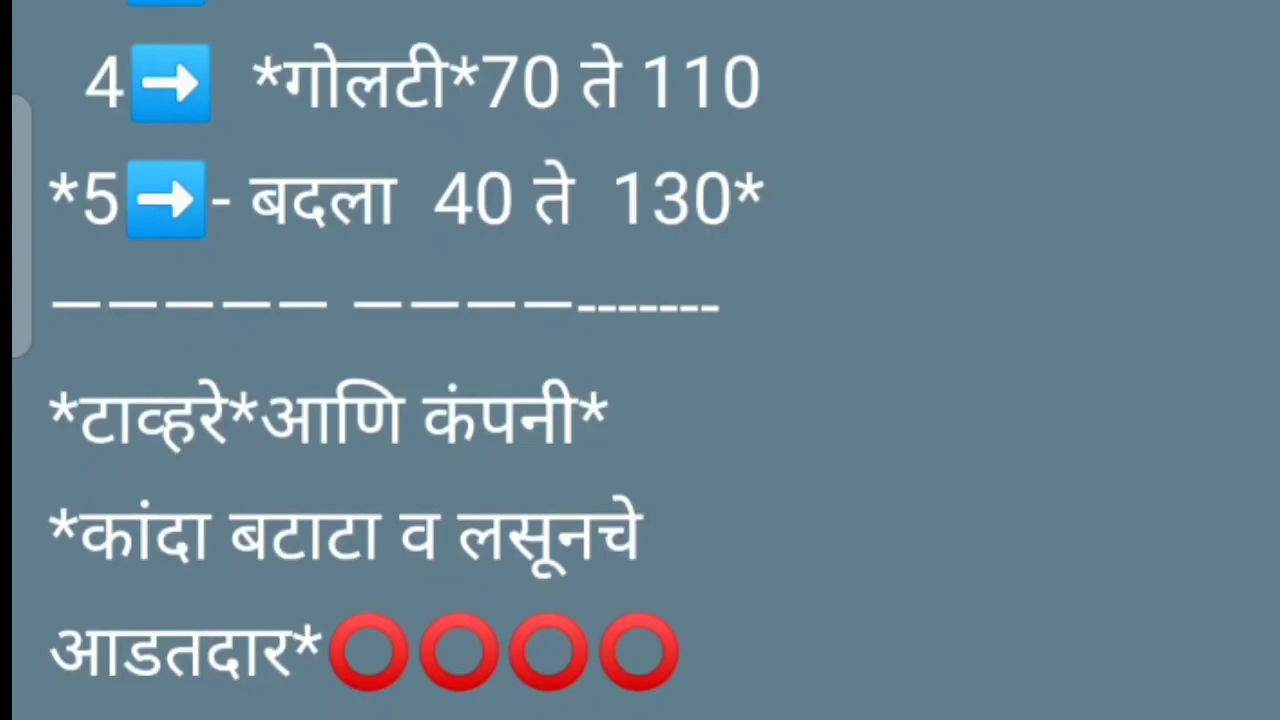 4➡️ *गोलटी*70 ते 110
*5➡️- बदला 40 ते 130*
————— ————-------
*टाव्हरे*आणि कंपनी*
*कांदा बटाटा व लसूनचे
आडतदार*⭕⭕⭕⭕